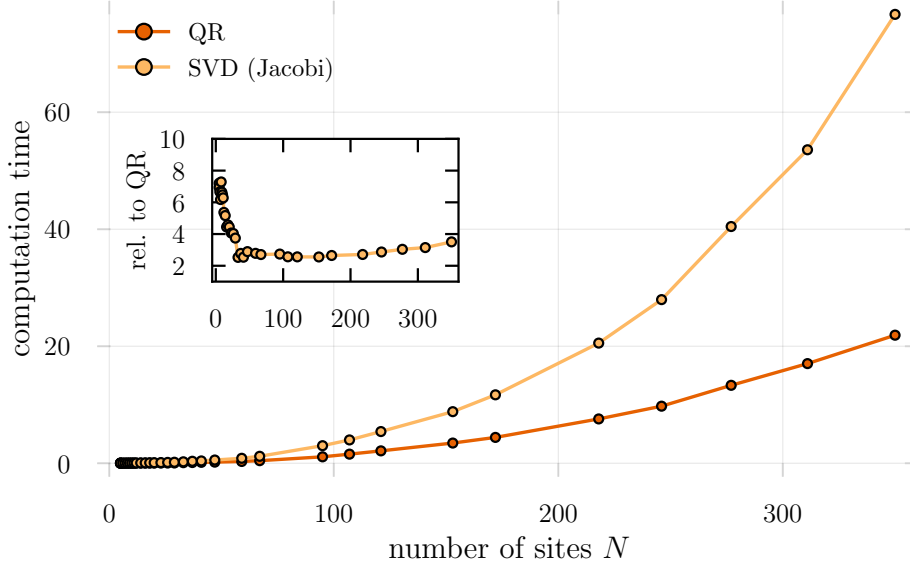 QR
SVD (Jacobi)
computation time
60
40
20
0
rel. to QR
10
8
6
4
2
0 100 200 300
0 100 200 300
number of sites N